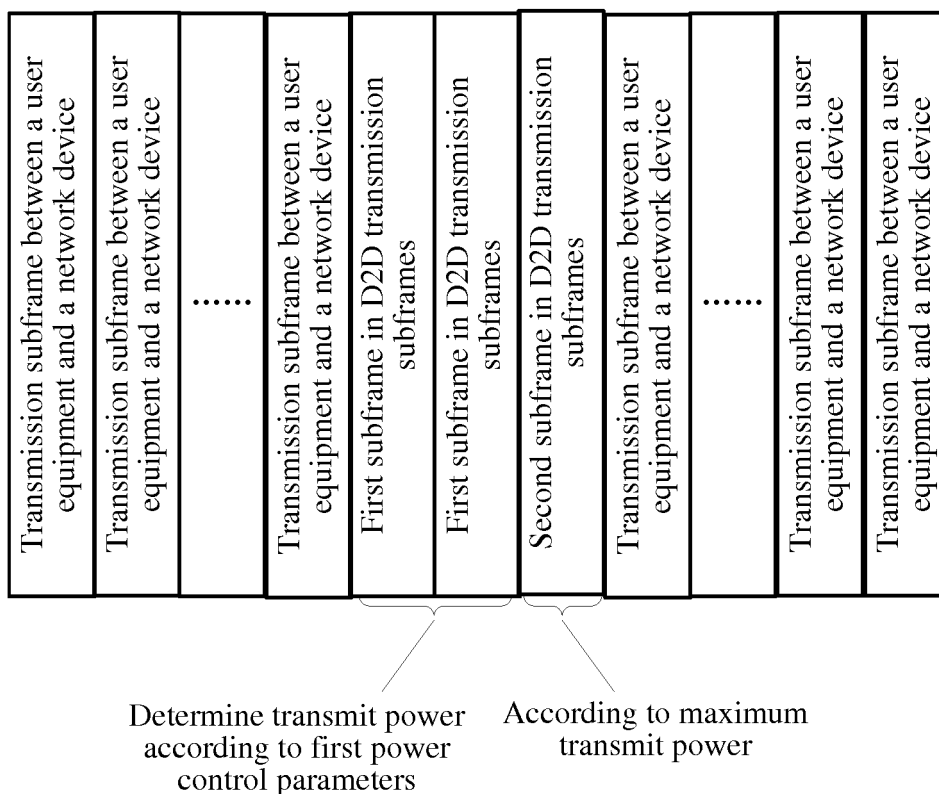 Transmission subframe between a user
equipment and a network device
Transmission subframe between a user
equipment and a network device
......
Transmission subframe between a user
equipment and a network device
First subframe in D2D transmission
subframes
First subframe in D2D transmission
subframes
Second subframe in D2D transmission
subframes
Transmission subframe between a user
equipment and a network device
......
Transmission subframe between a user
equipment and a network device
Transmission subframe between a user
equipment and a network device
Determine transmit power
according to first power
control parameters
According to maximum
transmit power